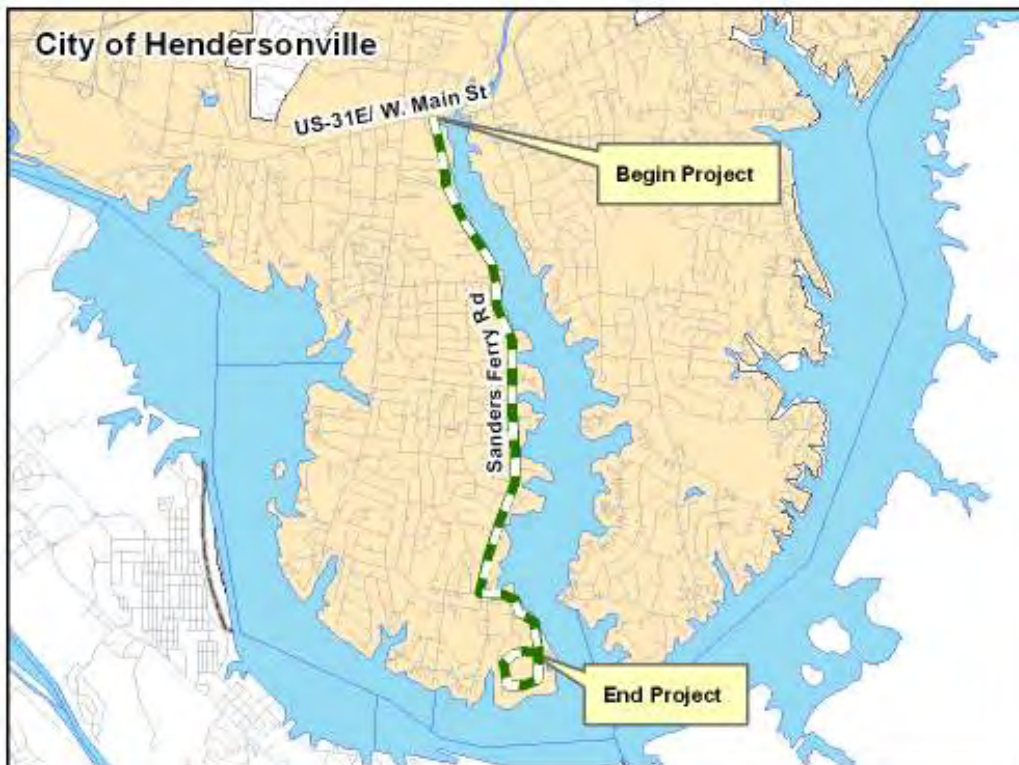 City of Hendersonville
US-31E/ W. Main St
Begin Project
Sanders Ferry Rd
End Project